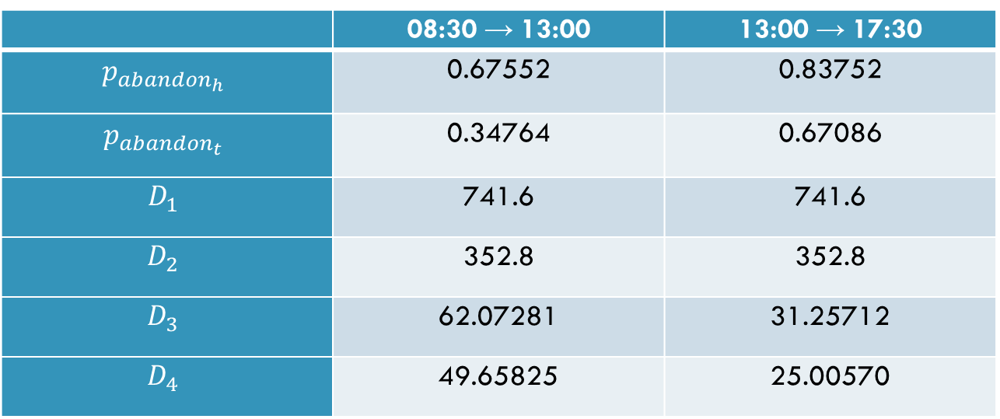 08:30 → 13:00 13:00 → 17:30
p_{abandon_h} 0.67552 0.83752
p_{abandon_t} 0.34764 0.67086
D_1 741.6 741.6
D_2 352.8 352.8
D_3 62.07281 31.25712
D_4 49.65825 25.00570